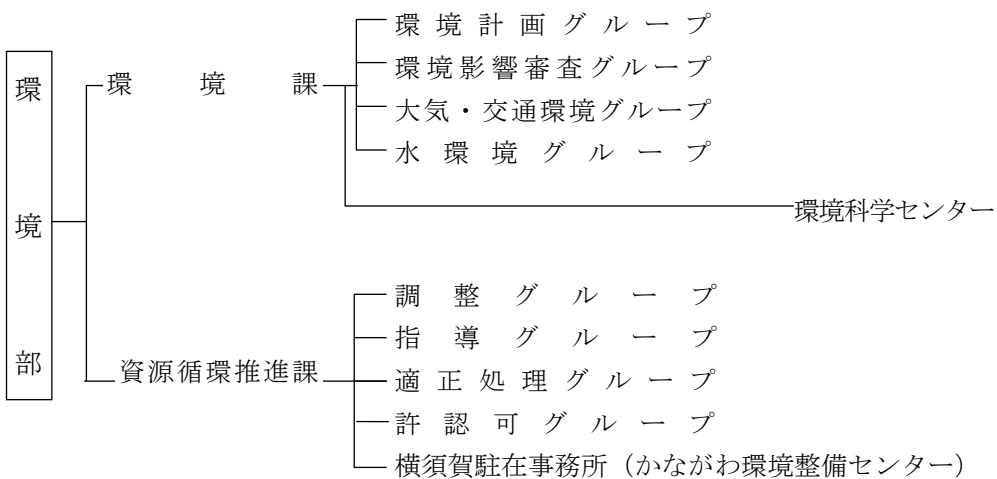 環境部
環境課
環境計画グループ
環境影響審査グループ
大気・交通環境グループ
水環境グループ
環境科学センター
資源循環推進課
調整グループ
指導グループ
適正処理グループ
許認可グループ
横須賀駐在事務所（かながわ環境整備センター）